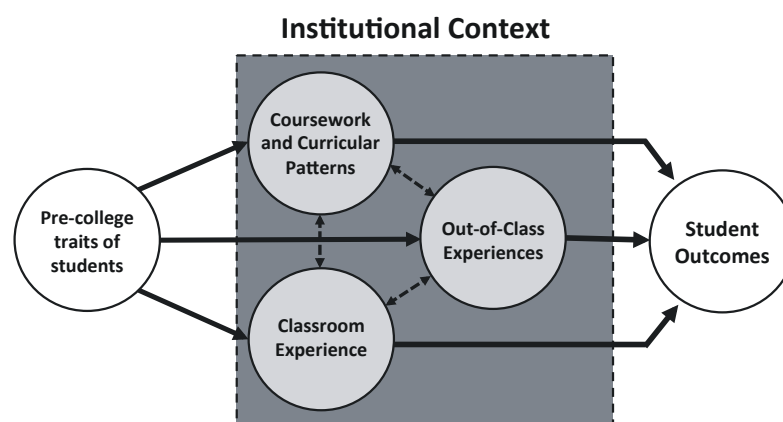 Institutional Context
Coursework
and Curricular
Patterns
Pre-college
traits of
students
Out-of-Class
Experiences
Student
Outcomes
Classroom
Experience